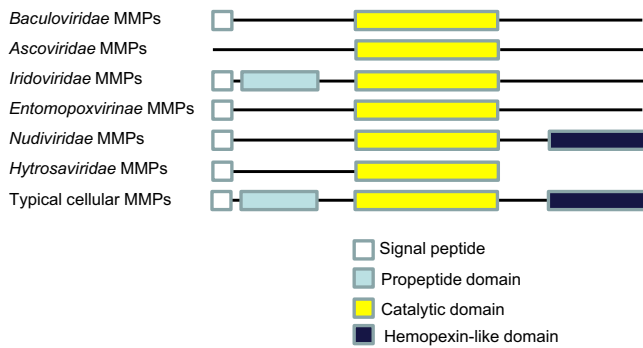 Baculoviridae MMPs
Ascoviridae MMPs
Iridoviridae MMPs
Entomopoxvirinae MMPs
Nudiviridae MMPs
Hytrosaviridae MMPs
Typical cellular MMPs
Signal peptide
Propeptide domain
Catalytic domain
Hemopexin-like domain